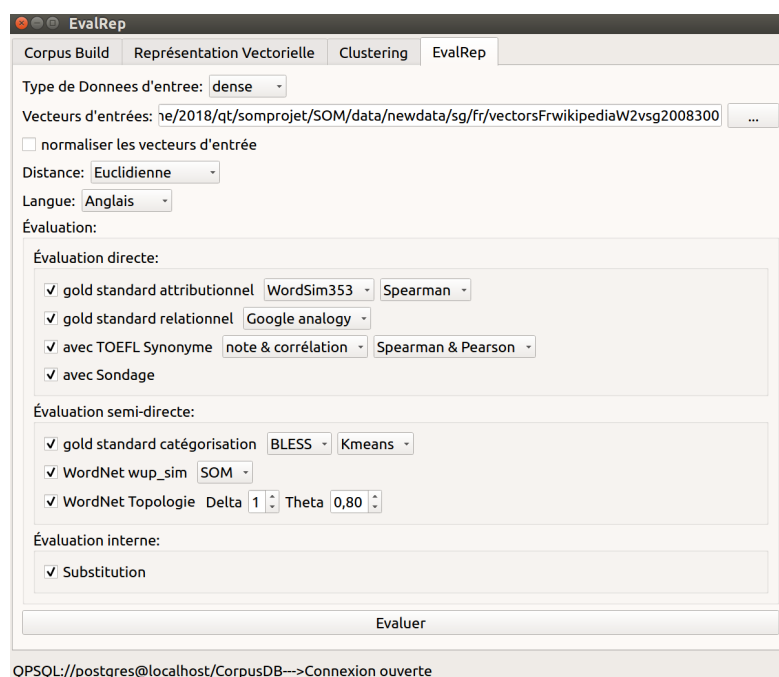 EvalRep
Corpus Build Représentation Vectorielle Clustering EvalRep
Type de Donnees d'entree: dense
Vecteurs d'entrées: ne/2018/qt/somprojet/SOM/data/newdata/sg/fr/vectorsFrwikipediaW2vsg2008300 ...
normaliser les vecteurs d'entrée
Distance: Euclidienne
Langue: Anglais
Évaluation:
Évaluation directe:
gold standard attributionnel WordSim353 Spearman
gold standard relationnel Google analogy
avec TOEFL Synonyme note & corrélation Spearman & Pearson
avec Sondage
Évaluation semi-directe:
gold standard catégorisation BLESS Kmeans
WordNet wup_sim SOM
WordNet Topologie Delta 1 Theta 0,80
Évaluation interne:
Substitution
Evaluer
QPSQL://postgres@localhost/CorpusDB--->Connexion ouverte